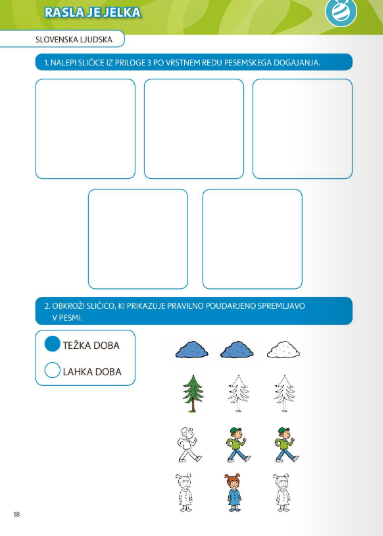 RASLA JE JELKA
SLOVENSKA LJUDSKA
1. NALEPI SLIČICE IZ PRILOGE 3 PO VRSTNEM REDU PESEMSKEGA DOGAJANJA.
2. OBKROŽI SLIČICO, KI PRIKAZUJE PRAVILNO POUDARJENO SPREMLJAVO
V PESMI.
TEŽKA DOBA
LAHKA DOBA
18